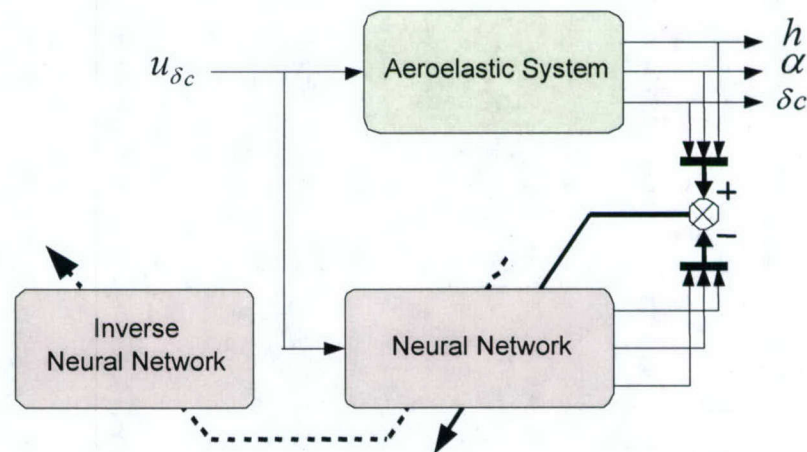 h
Aeroelastic System
u_δc
α
δc
+
−
Inverse
Neural Network
Neural Network